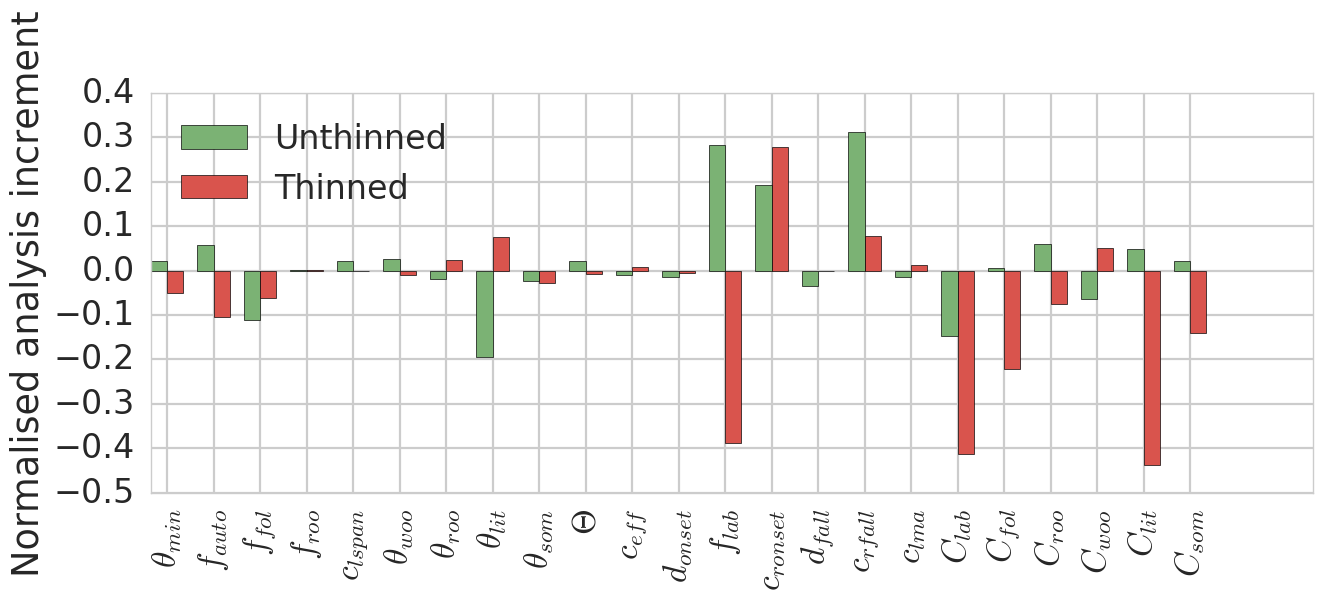 Normalised analysis increment
0.4
0.3
0.2
0.1
0.0
−0.1
−0.2
−0.3
−0.4
−0.5
Unthinned
Thinned
θmin
fauto
ffol
froo
clspan
θwoo
θroo
θlit
θsom
Θ
ceff
donset
flab
cronset
dfall
crfall
clma
Clab
Cfol
Croo
Cwoo
Clit
Csom